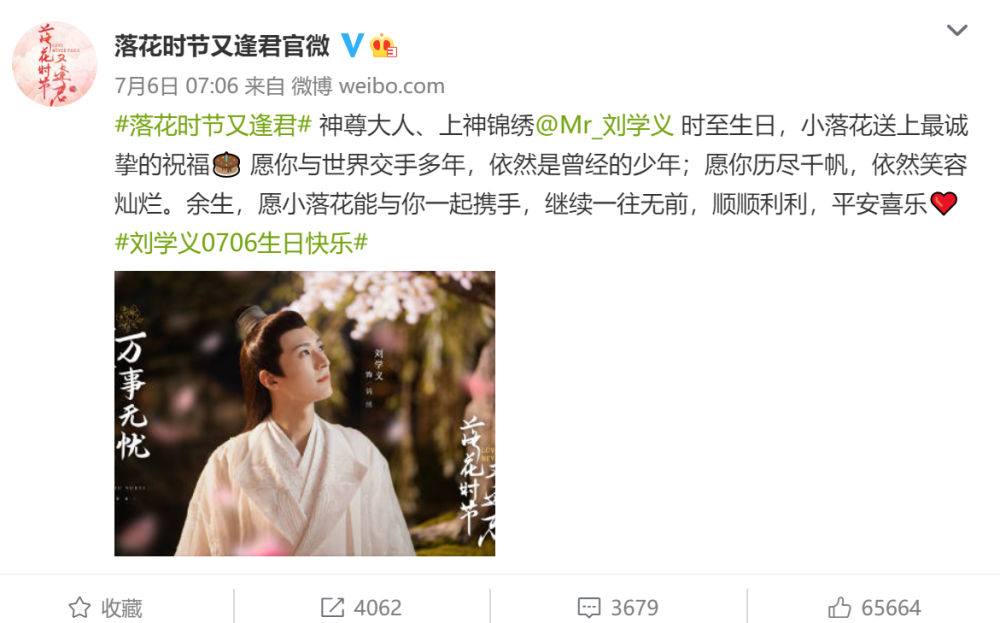 落花时节又逢君官微
7月6日 07:06 来自 微博 weibo.com
#落花时节又逢君# 神尊大人、上神锦绣@Mr_刘学义 时至生日，小落花送上最诚
挚的祝福 愿你与世界交手多年，依然是曾经的少年；愿你历尽千帆，依然笑容
灿烂。余生，愿小落花能与你一起携手，继续一往无前，顺顺利利，平安喜乐
#刘学义0706生日快乐#
万事无忧
刘学义
饰
落花时节
又逢君
收藏
4062
3679
65664